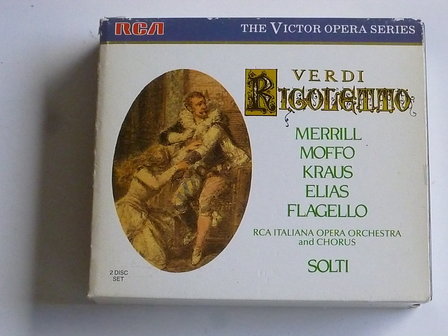 RCA THE VICTOR OPERA SERIES
VERDI
RIGOLETTO
MERRILL
MOFFO
KRAUS
ELIAS
FLAGELLO
RCA ITALIANA OPERA ORCHESTRA
and CHORUS
SOLTI
2 DISC
SET